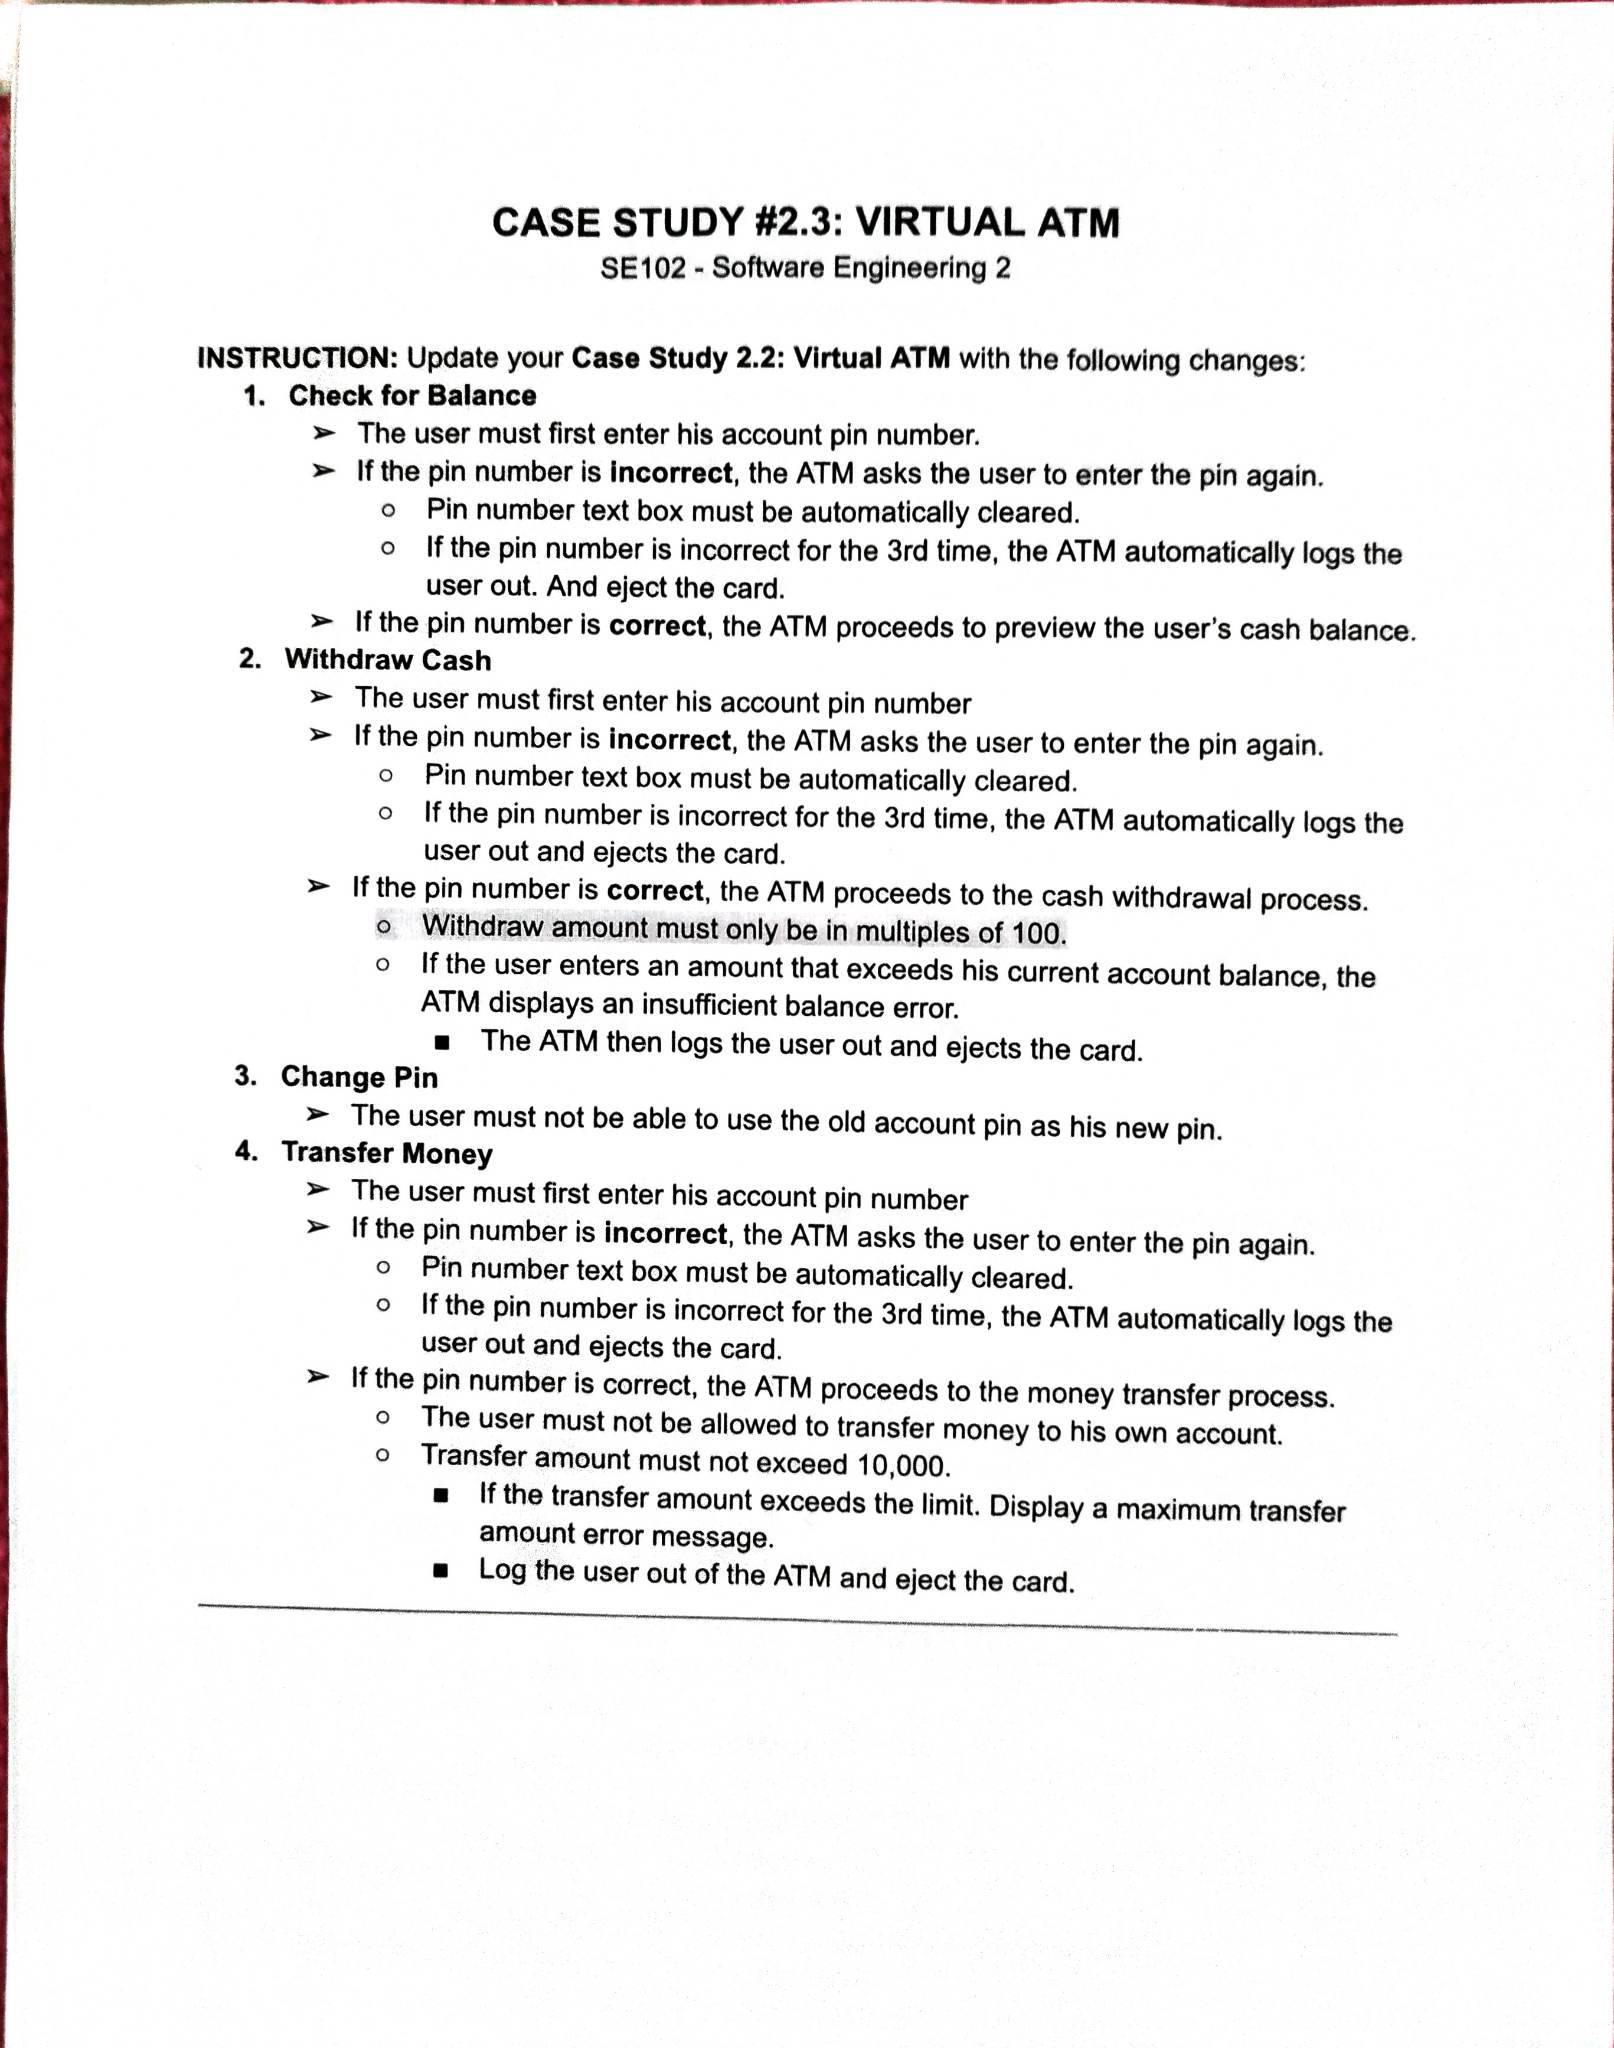 CASE STUDY #2.3: VIRTUAL ATM
SE102 - Software Engineering 2
INSTRUCTION: Update your Case Study 2.2: Virtual ATM with the following changes:
1. Check for Balance
➢ The user must first enter his account pin number.
➢ If the pin number is incorrect, the ATM asks the user to enter the pin again.
○ Pin number text box must be automatically cleared.
○ If the pin number is incorrect for the 3rd time, the ATM automatically logs the
user out. And eject the card.
➢ If the pin number is correct, the ATM proceeds to preview the user's cash balance.
2. Withdraw Cash
➢ The user must first enter his account pin number
➢ If the pin number is incorrect, the ATM asks the user to enter the pin again.
○ Pin number text box must be automatically cleared.
○ If the pin number is incorrect for the 3rd time, the ATM automatically logs the
user out and ejects the card.
➢ If the pin number is correct, the ATM proceeds to the cash withdrawal process.
○ Withdraw amount must only be in multiples of 100.
○ If the user enters an amount that exceeds his current account balance, the
ATM displays an insufficient balance error.
■ The ATM then logs the user out and ejects the card.
3. Change Pin
➢ The user must not be able to use the old account pin as his new pin.
4. Transfer Money
➢ The user must first enter his account pin number
➢ If the pin number is incorrect, the ATM asks the user to enter the pin again.
○ Pin number text box must be automatically cleared.
○ If the pin number is incorrect for the 3rd time, the ATM automatically logs the
user out and ejects the card.
➢ If the pin number is correct, the ATM proceeds to the money transfer process.
○ The user must not be allowed to transfer money to his own account.
○ Transfer amount must not exceed 10,000.
■ If the transfer amount exceeds the limit. Display a maximum transfer
amount error message.
■ Log the user out of the ATM and eject the card.